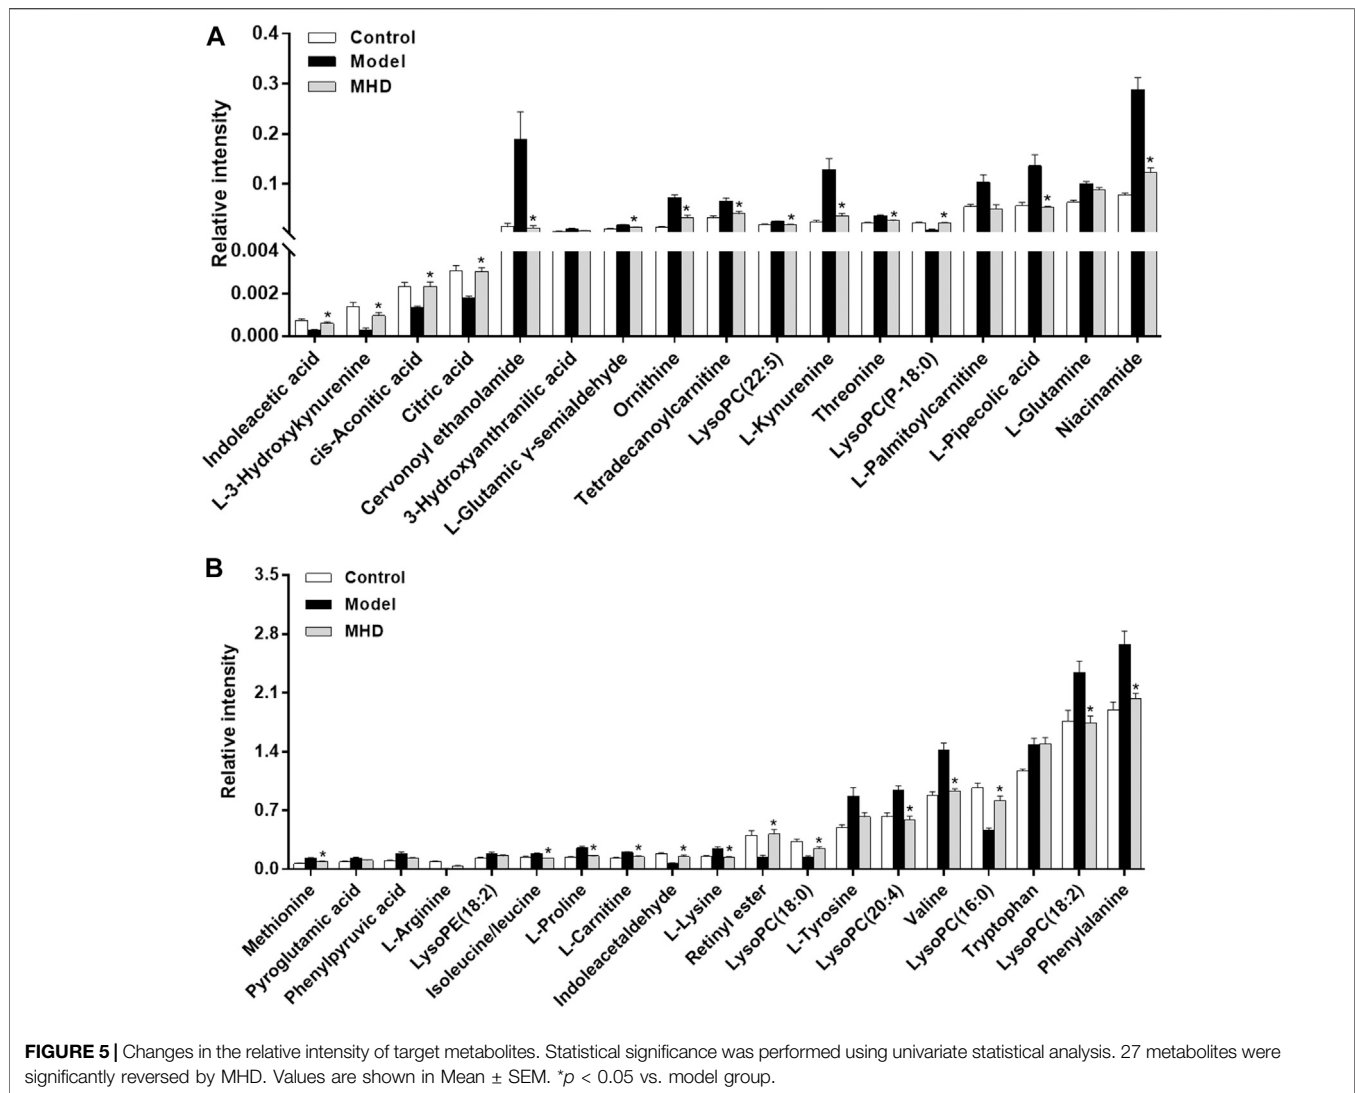 A
0.4
0.3
0.2
0.1
0.004
0.002
0.000
Relative intensity
Control
Model
MHD
* * * * * * * * * * * * * *
Indoleacetic acid
L-3-Hydroxykynurenine
cis-Aconitic acid
Citric acid
Cervonoyl ethanolamide
3-Hydroxyanthranilic acid
L-Glutamic γ-semialdehyde
Ornithine
Tetradecanoylcarnitine
LysoPC(22:5)
L-Kynurenine
Threonine
LysoPC(P-18:0)
L-Palmitoylcarnitine
L-Pipecolic acid
L-Glutamine
Niacinamide
B
3.5
2.8
2.1
1.4
0.7
0.0
Relative intensity
Control
Model
MHD
* * * * * * * * * * * * *
Methionine
Pyroglutamic acid
Phenylpyruvic acid
L-Arginine
LysoPE(18:2)
Isoleucine/leucine
L-Proline
L-Carnitine
Indoleacetaldehyde
L-Lysine
Retinyl ester
LysoPC(18:0)
L-Tyrosine
LysoPC(20:4)
Valine
LysoPC(16:0)
Tryptophan
LysoPC(18:2)
Phenylalanine
FIGURE 5 | Changes in the relative intensity of target metabolites. Statistical significance was performed using univariate statistical analysis. 27 metabolites were
significantly reversed by MHD. Values are shown in Mean ± SEM. *p < 0.05 vs. model group.